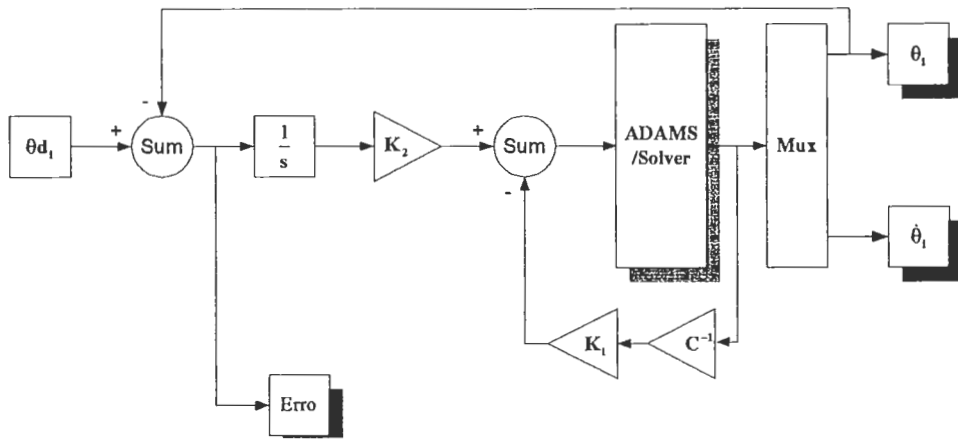 -
+
θd₁
Sum
1
s
K₂
+
Sum
-
ADAMS
/Solver
Mux
θ₁
θ̇₁
K₁
C⁻¹
Erro